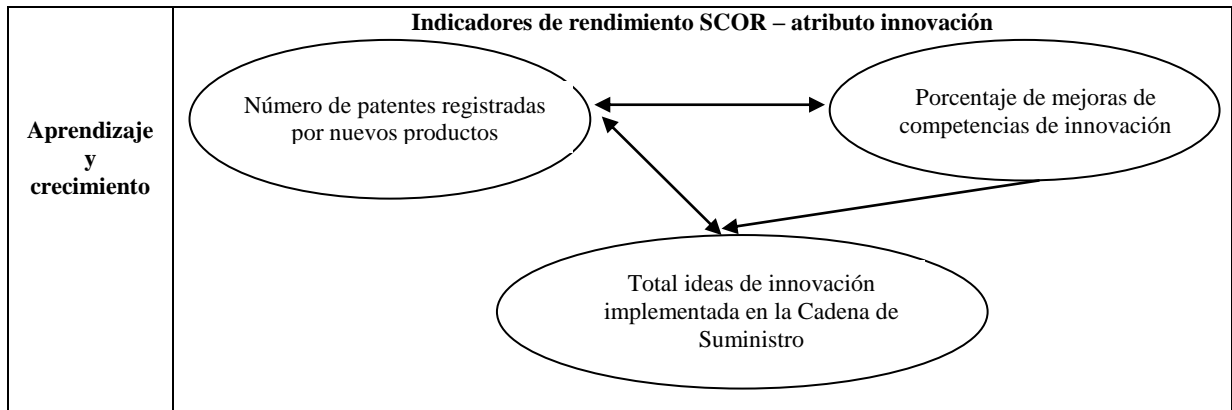 Indicadores de rendimiento SCOR – atributo innovación
Aprendizaje
y
crecimiento
Número de patentes registradas
por nuevos productos
Porcentaje de mejoras de
competencias de innovación
Total ideas de innovación
implementada en la Cadena de
Suministro